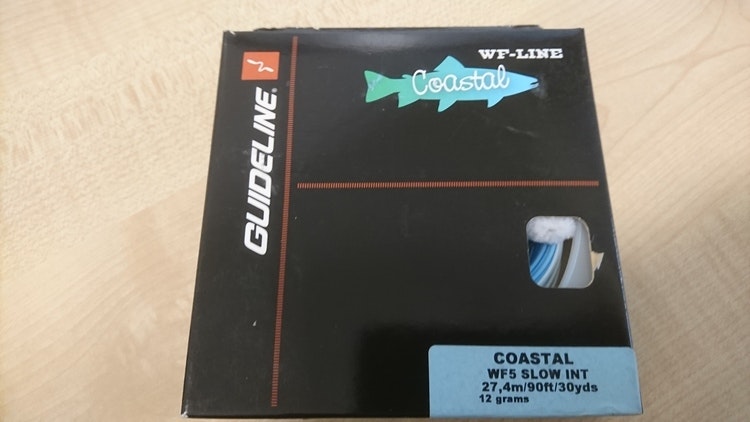 GUIDELINE®
WF-LINE
Coastal
COASTAL
WF5 SLOW INT
27,4m/90ft/30yds
12 grams